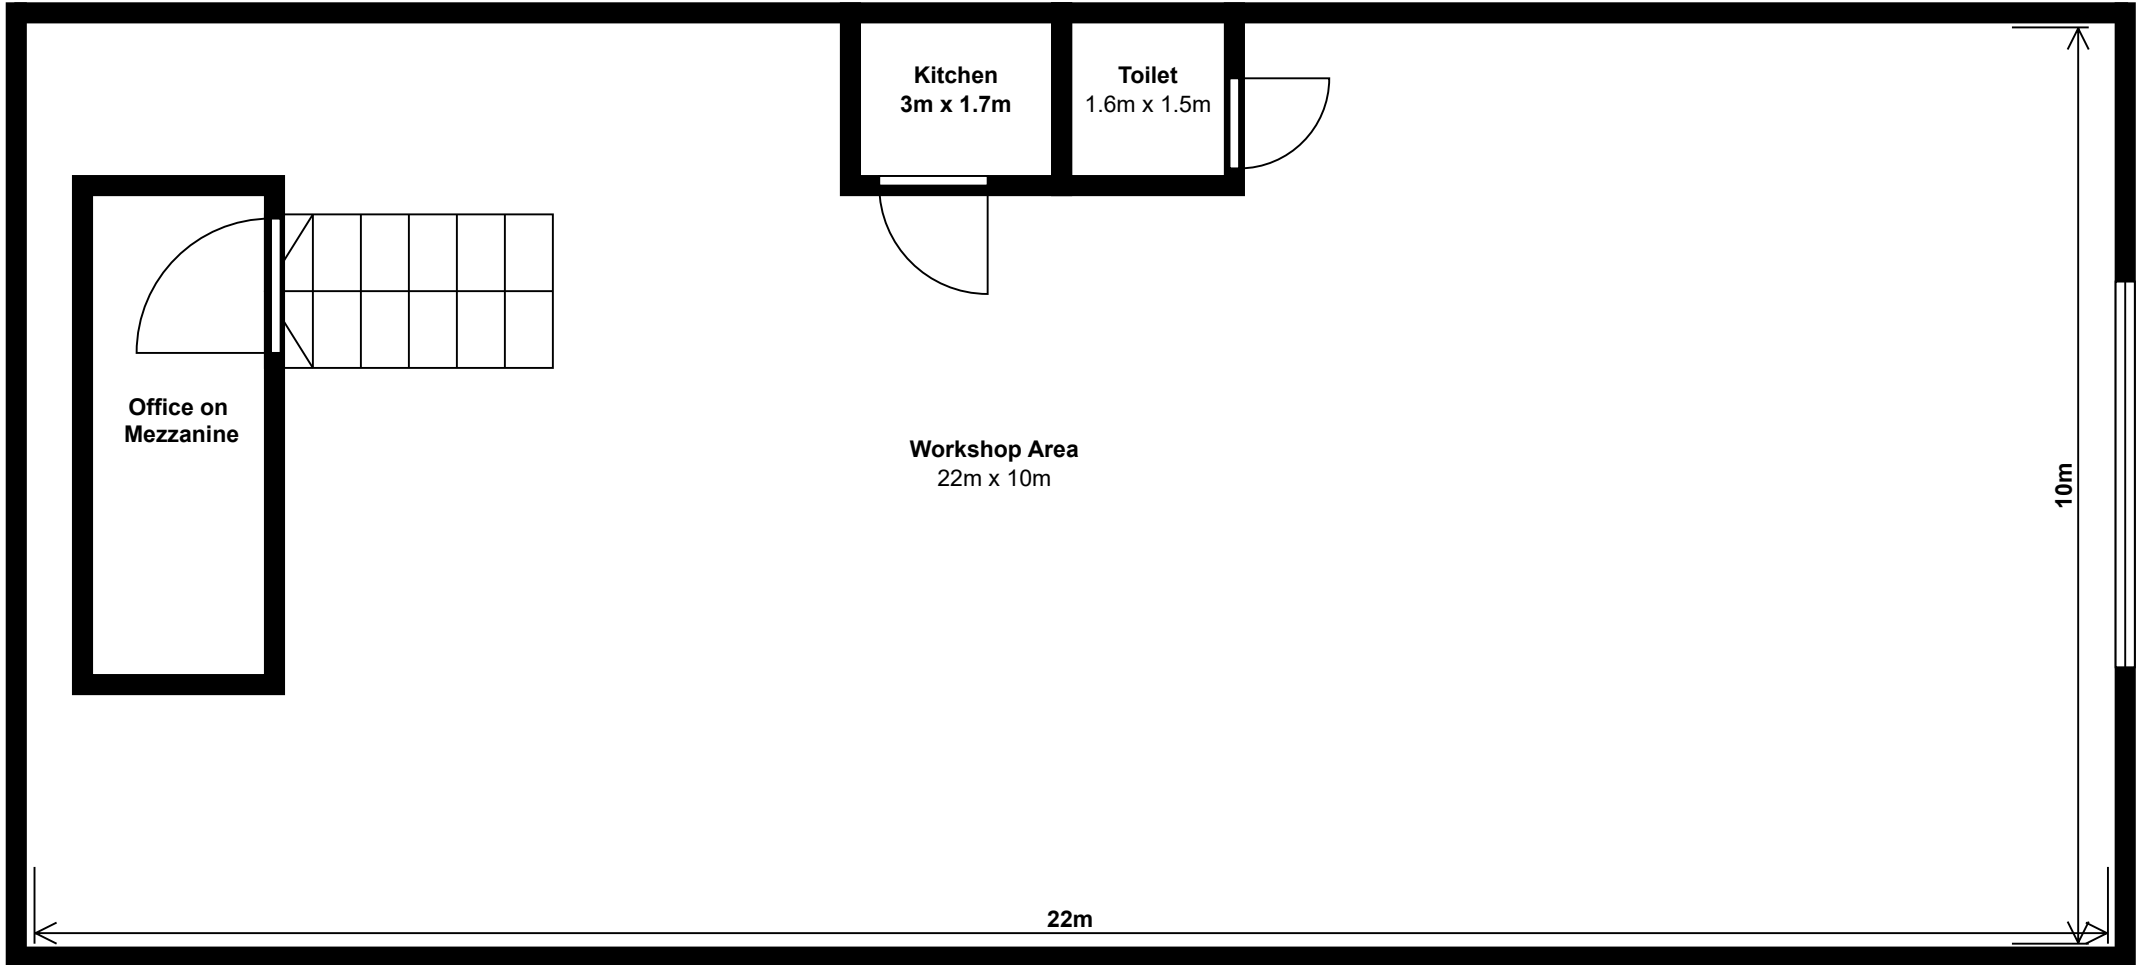 Kitchen
3m x 1.7m
Toilet
1.6m x 1.5m
Office on
Mezzanine
Workshop Area
22m x 10m
10m
22m